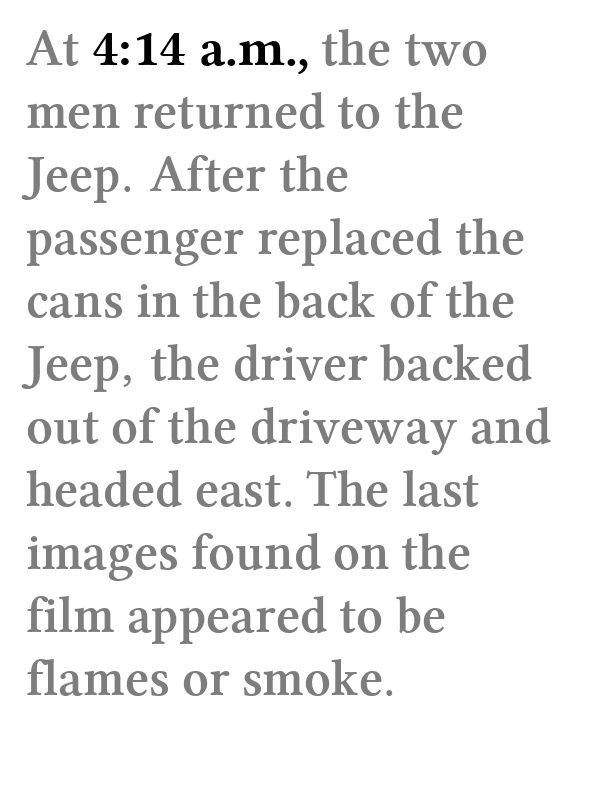 At 4:14 a.m., the two
men returned to the
Jeep. After the
passenger replaced the
cans in the back of the
Jeep, the driver backed
out of the driveway and
headed east. The last
images found on the
film appeared to be
flames or smoke.